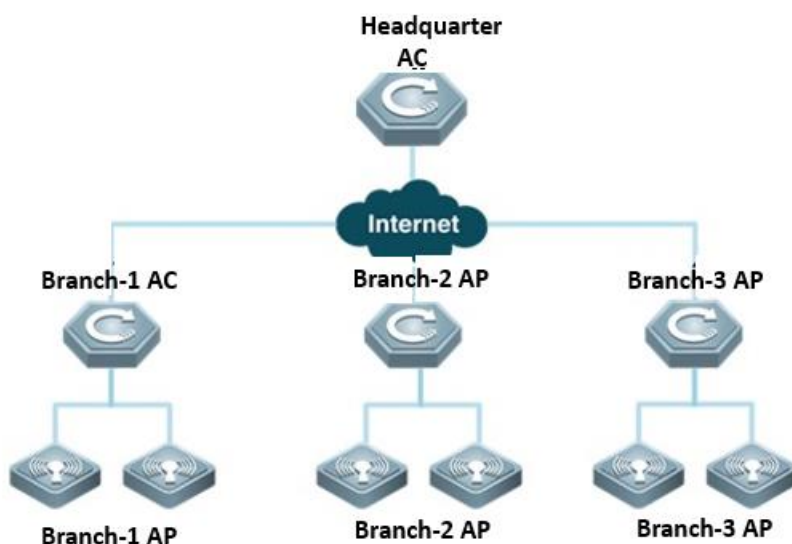 Headquarter
AC
Internet
Branch-1 AC
Branch-2 AP
Branch-3 AP
Branch-1 AP
Branch-2 AP
Branch-3 AP